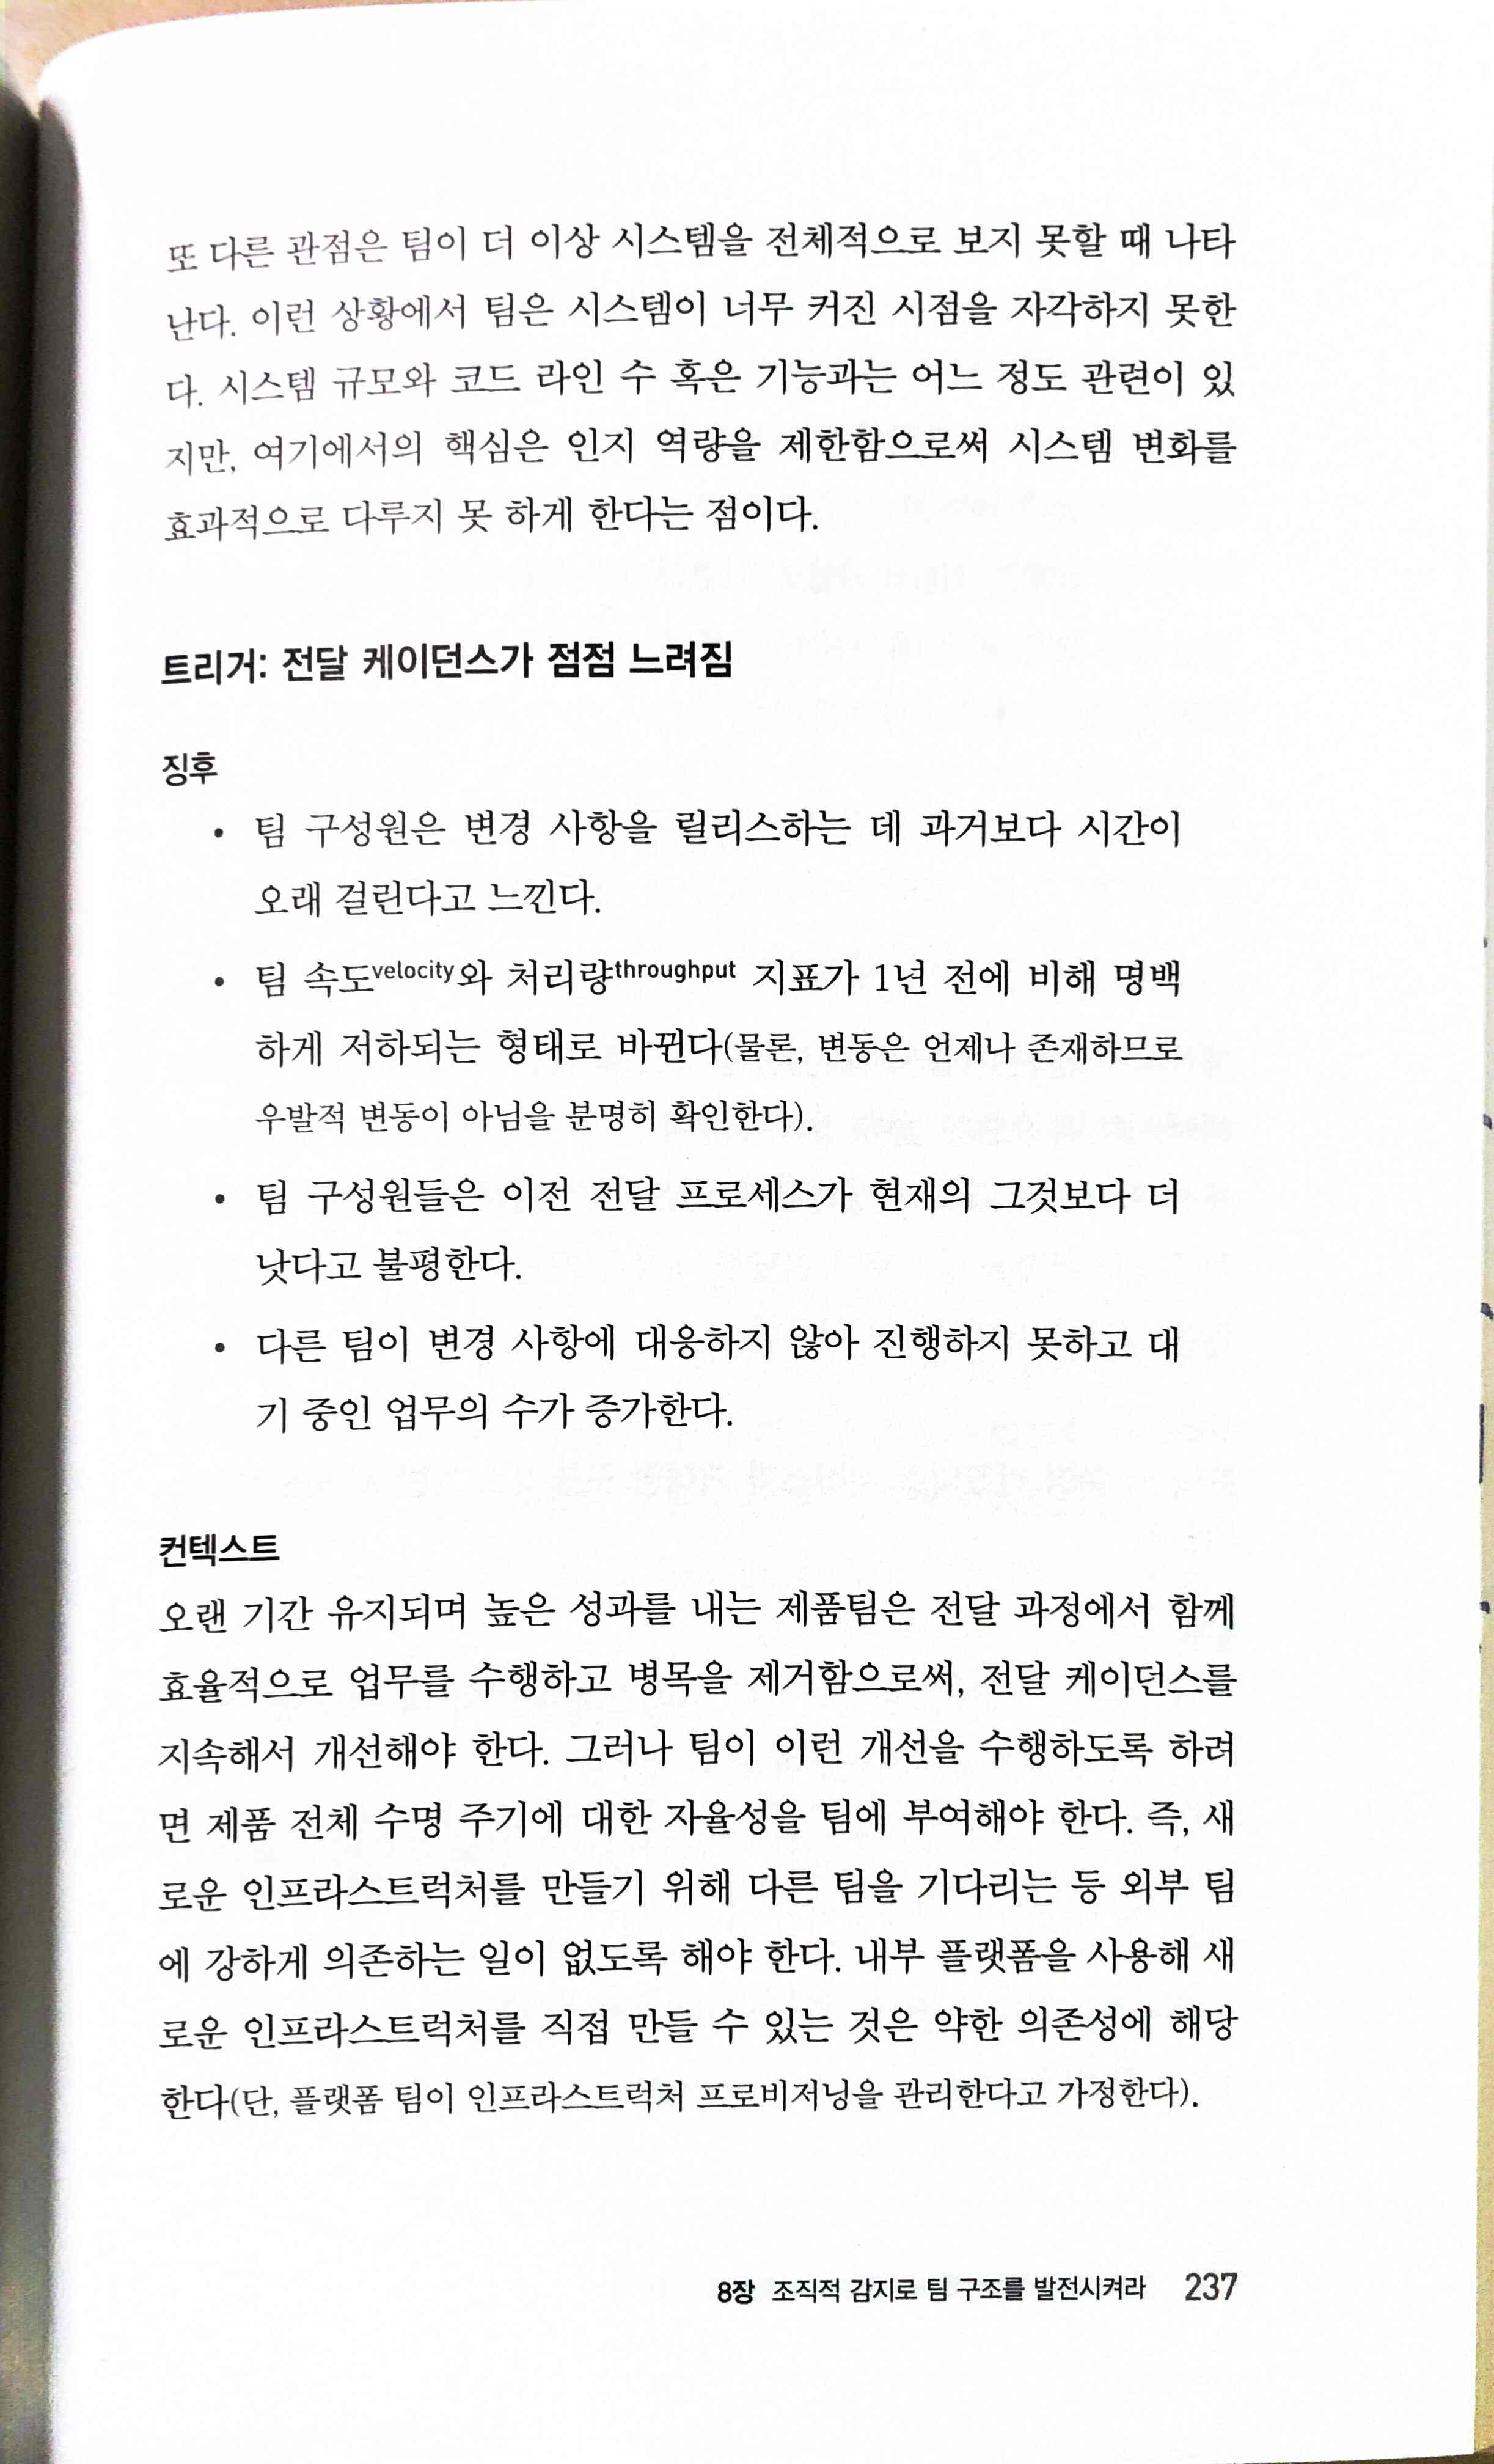 또 다른 관점은 팀이 더 이상 시스템을 전체적으로 보지 못할 때 나타
난다. 이런 상황에서 팀은 시스템이 너무 커진 시점을 자각하지 못한
다. 시스템 규모와 코드 라인 수 혹은 기능과는 어느 정도 관련이 있
지만, 여기에서의 핵심은 인지 역량을 제한함으로써 시스템 변화를
효과적으로 다루지 못 하게 한다는 점이다.
트리거: 전달 케이던스가 점점 느려짐
징후
• 팀 구성원은 변경 사항을 릴리스하는 데 과거보다 시간이
오래 걸린다고 느낀다.
• 팀 속도velocity와 처리량throughput 지표가 1년 전에 비해 명백
하게 저하되는 형태로 바뀐다(물론, 변동은 언제나 존재하므로
우발적 변동이 아님을 분명히 확인한다).
• 팀 구성원들은 이전 전달 프로세스가 현재의 그것보다 더
낫다고 불평한다.
• 다른 팀이 변경 사항에 대응하지 않아 진행하지 못하고 대
기 중인 업무의 수가 증가한다.
컨텍스트
오랜 기간 유지되며 높은 성과를 내는 제품팀은 전달 과정에서 함께
효율적으로 업무를 수행하고 병목을 제거함으로써, 전달 케이던스를
지속해서 개선해야 한다. 그러나 팀이 이런 개선을 수행하도록 하려
면 제품 전체 수명 주기에 대한 자율성을 팀에 부여해야 한다. 즉, 새
로운 인프라스트럭처를 만들기 위해 다른 팀을 기다리는 등 외부 팀
에 강하게 의존하는 일이 없도록 해야 한다. 내부 플랫폼을 사용해 새
로운 인프라스트럭처를 직접 만들 수 있는 것은 약한 의존성에 해당
한다(단, 플랫폼 팀이 인프라스트럭처 프로비저닝을 관리한다고 가정한다).
8장 조직적 감지로 팀 구조를 발전시켜라 237